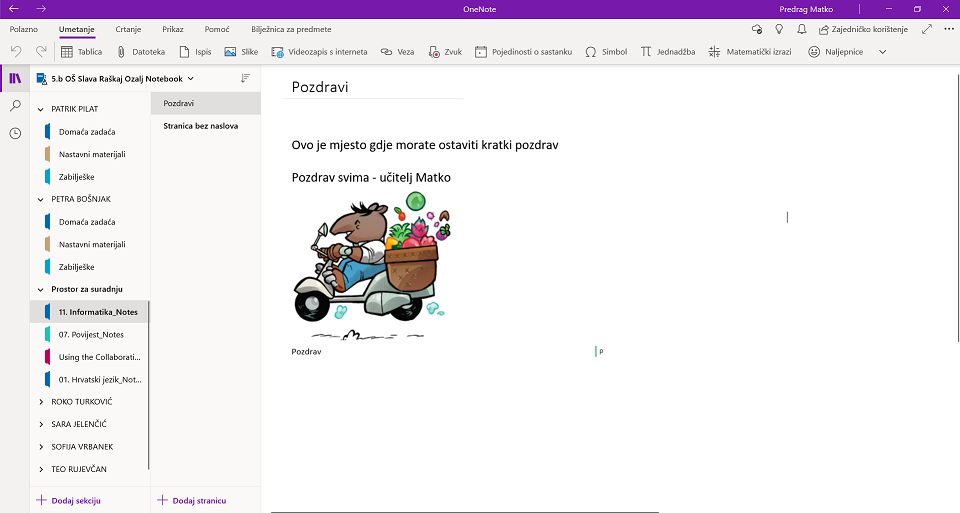 OneNote
Predrag Matko
Polazno
Umetanje
Crtanje
Prikaz
Pomoć
Bilježnica za predmete
Zajedničko korištenje
Tablica
Datoteka
Ispis
Slike
Videozapis s interneta
Veza
Zvuk
Pojedinosti o sastanku
Simbol
Jednadžba
Matematički izrazi
Naljepnice
5.b OŠ Slava Raškaj Ozalj Notebook
PATRIK PILAT
Domaća zadaća
Nastavni materijali
Zabilješke
PETRA BOŠNJAK
Domaća zadaća
Nastavni materijali
Zabilješke
Prostor za suradnju
11. Informatika_Notes
07. Povijest_Notes
Using the Collaborati...
01. Hrvatski jezik_Not...
ROKO TURKOVIĆ
SARA JELENČIĆ
SOFIJA VRBANEK
TEO RUJEVČAN
Dodaj sekciju
Pozdravi
Stranica bez naslova
Dodaj stranicu
Pozdravi
Ovo je mjesto gdje morate ostaviti kratki pozdrav
Pozdrav svima - učitelj Matko
Pozdrav
P